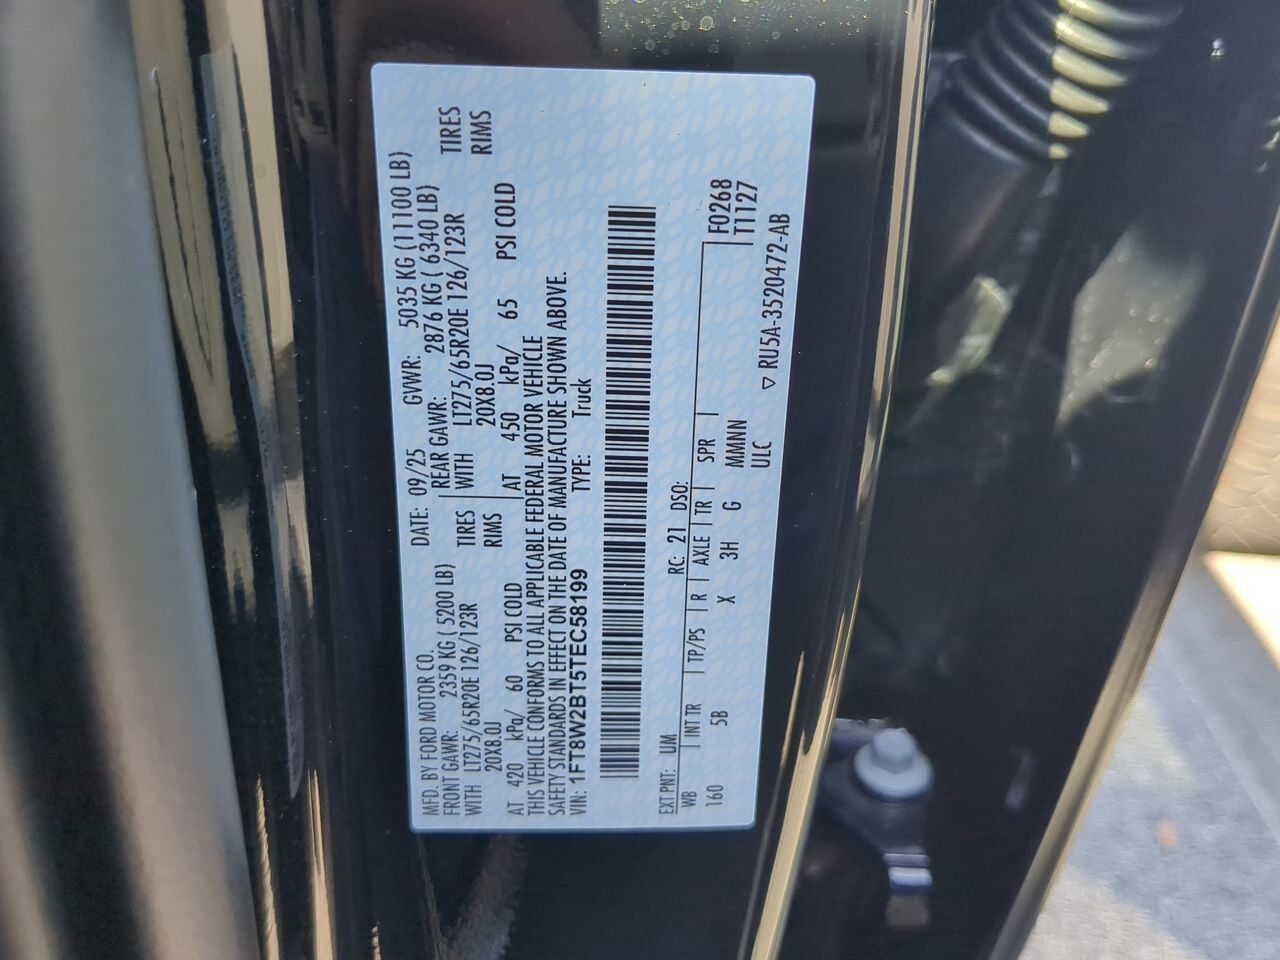 MFD. BY FORD MOTOR CO.
DATE: 09/25 GVWR: 5035 KG (11100 LB)
FRONT GAWR: 2359 KG ( 5200 LB) REAR GAWR: 2876 KG ( 6340 LB)
WITH LT275/65R20E 126/123R TIRES WITH LT275/65R20E 126/123R TIRES
20X8.0J RIMS 20X8.0J RIMS
AT 420 kPa/ 60 PSI COLD AT 450 kPa/ 65 PSI COLD
THIS VEHICLE CONFORMS TO ALL APPLICABLE FEDERAL MOTOR VEHICLE
SAFETY STANDARDS IN EFFECT ON THE DATE OF MANUFACTURE SHOWN ABOVE.
VIN: 1FT8W2BT5TEC58199 TYPE: Truck
EXT PNT: UM RC: 21 DSO: F0268
WB INT TR TP/PS R AXLE TR SPR T1127
160 5B X 3H G MMNNN
ULC
▽ RU5A-3520472-AB